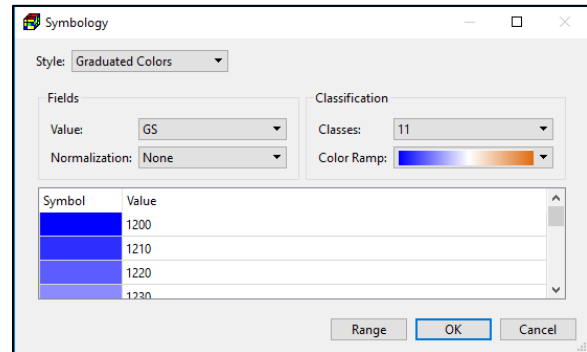 Symbology
Style: Graduated Colors
Fields
Value: GS
Normalization: None
Classification
Classes: 11
Color Ramp:
Symbol Value
1200
1210
1220
1230
Range OK Cancel